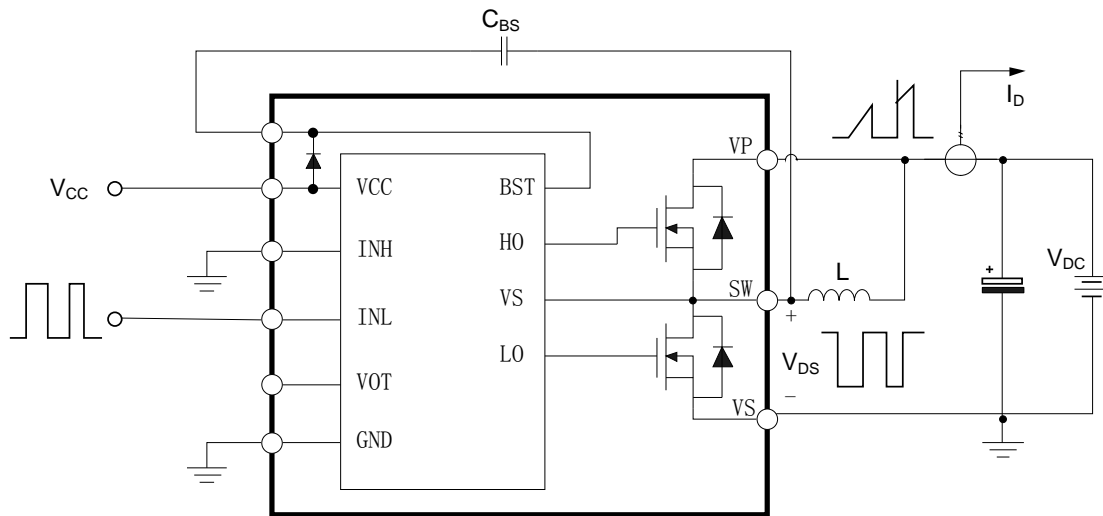 CBS
ID
VP
VCC
VCC
BST
INH
HO
VDC
L
VS
SW
INL
+
+
LO
VDS
VOT
−
VS
GND